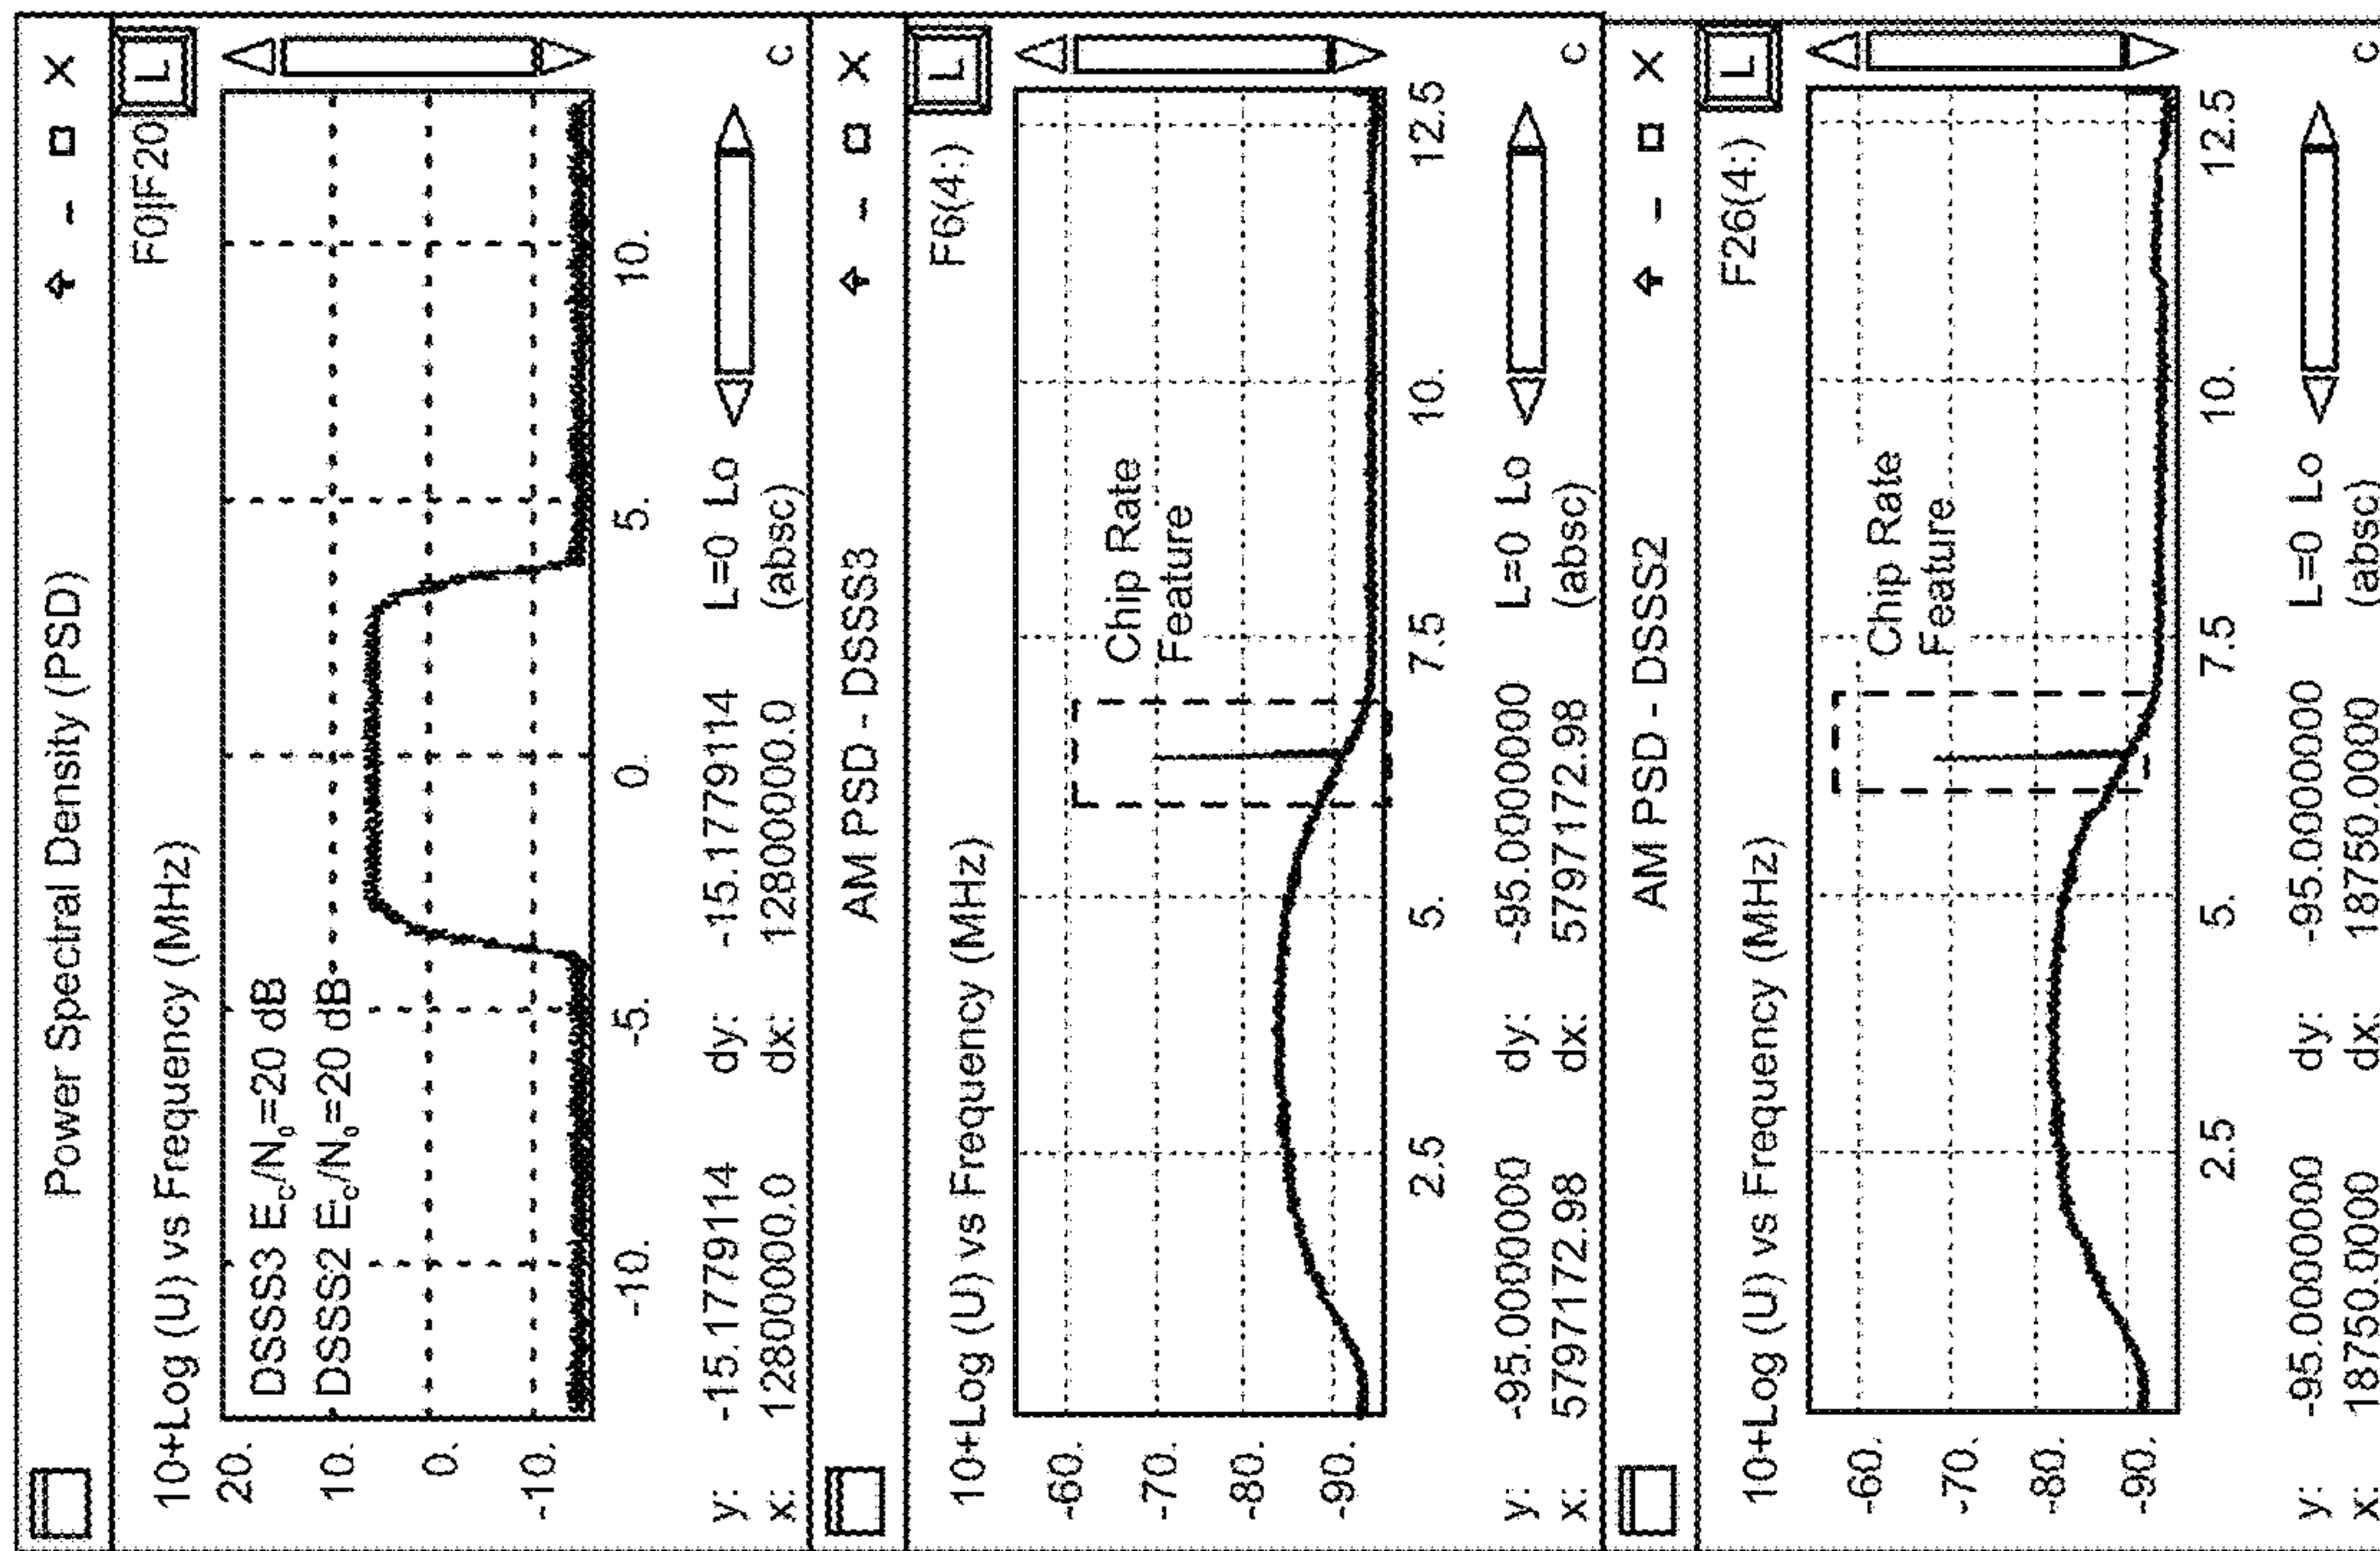 Power Spectral Density (PSD)
10+Log (U) vs Frequency (MHz)
F0|F20
L
20.
10.
0.
-10.
DSSS3 Ec/N0=20 dB
DSSS2 Ec/N0=20 dB
-10.
-5.
0.
5.
10.
y: -15.1779114 dy: -15.1779114 L=0 Lo
x: 12800000.0 dx: 12800000.0 (absc) c
AM PSD - DSSS3
10+Log (U) vs Frequency (MHz)
F6(4:)
L
-60.
-70.
-80.
-90.
Chip Rate
Feature
2.5
5.
7.5
10.
12.5
y: -95.0000000 dy: -95.0000000 L=0 Lo
x: 5797172.98 dx: 5797172.98 (absc) c
AM PSD - DSSS2
10+Log (U) vs Frequency (MHz)
F26(4:)
L
-60.
-70.
-80.
-90.
Chip Rate
Feature
2.5
5.
7.5
10.
12.5
y: -95.0000000 dy: -95.0000000 L=0 Lo
x: 18750.0000 dx: 18750.0000 (absc) c